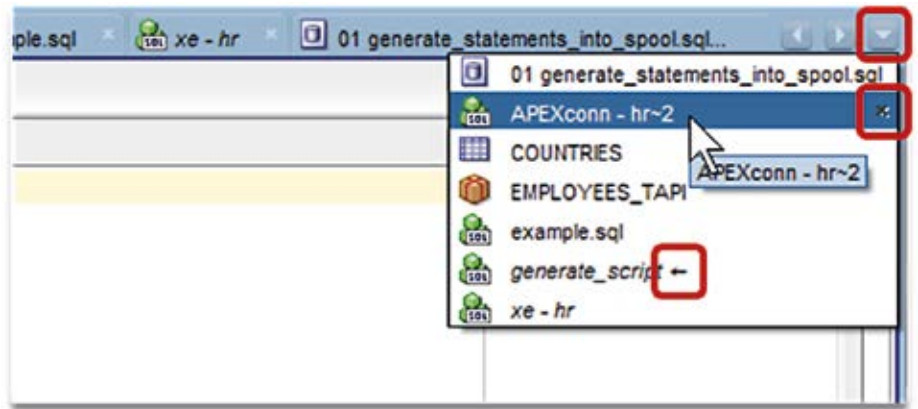 ple.sql xe - hr 01 generate_statements_into_spool.sql...
01 generate_statements_into_spool.sql
APEXconn - hr~2
COUNTRIES
APEXconn - hr~2
EMPLOYEES_TAPI
example.sql
generate_script ←
xe - hr